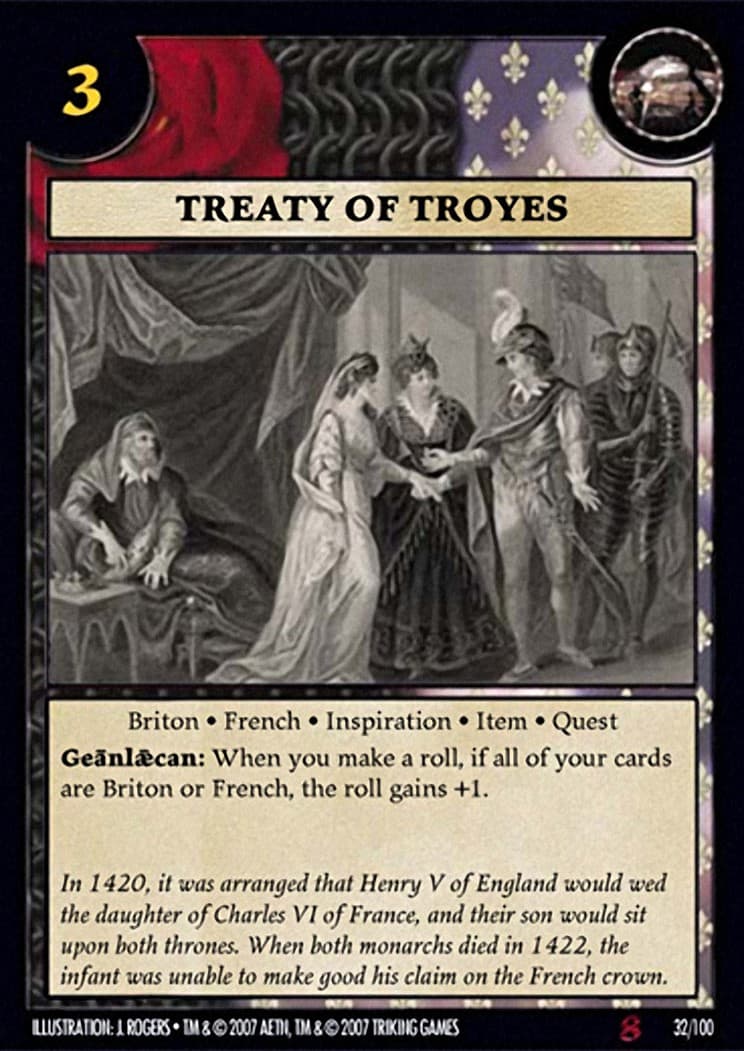 3
TREATY OF TROYES
Briton • French • Inspiration • Item • Quest
Geānlǣcan: When you make a roll, if all of your cards
are Briton or French, the roll gains +1.
In 1420, it was arranged that Henry V of England would wed
the daughter of Charles VI of France, and their son would sit
upon both thrones. When both monarchs died in 1422, the
infant was unable to make good his claim on the French crown.
ILLUSTRATION: J. ROGERS • TM & © 2007 AETN, TM & © 2007 TRIKING GAMES 8 32/100